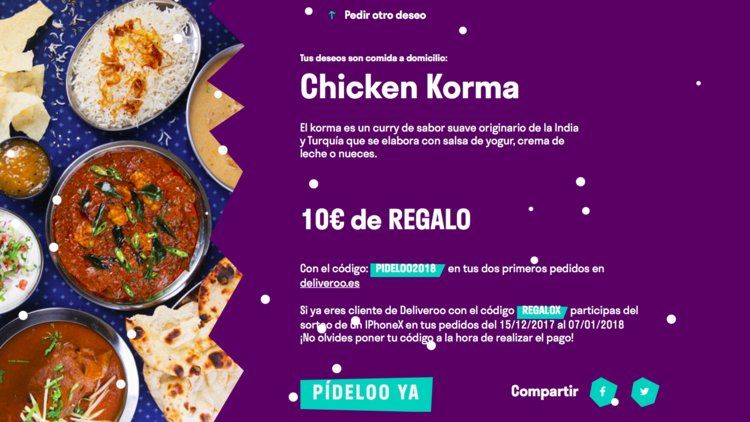 ↑ Pedir otro deseo
Tus deseos son comida a domicilio:
Chicken Korma
El korma es un curry de sabor suave originario de la India
y Turquía que se elabora con salsa de yogur, crema de
leche o nueces.
10€ de REGALO
Con el código: PIDELOO2018 en tus dos primeros pedidos en
deliveroo.es
Si ya eres cliente de Deliveroo con el código REGALOX participas del
sorteo de un IPhoneX en tus pedidos del 15/12/2017 al 07/01/2018
¡No olvides poner tu código a la hora de realizar el pago!
PÍDELOO YA
Compartir